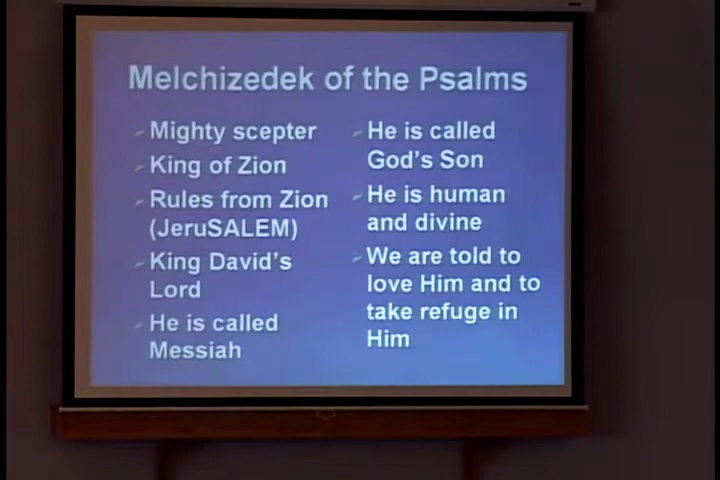 Melchizedek of the Psalms
Mighty scepter
King of Zion
Rules from Zion
(JeruSALEM)
King David's
Lord
He is called
Messiah
He is called
God's Son
He is human
and divine
We are told to
love Him and to
take refuge in
Him